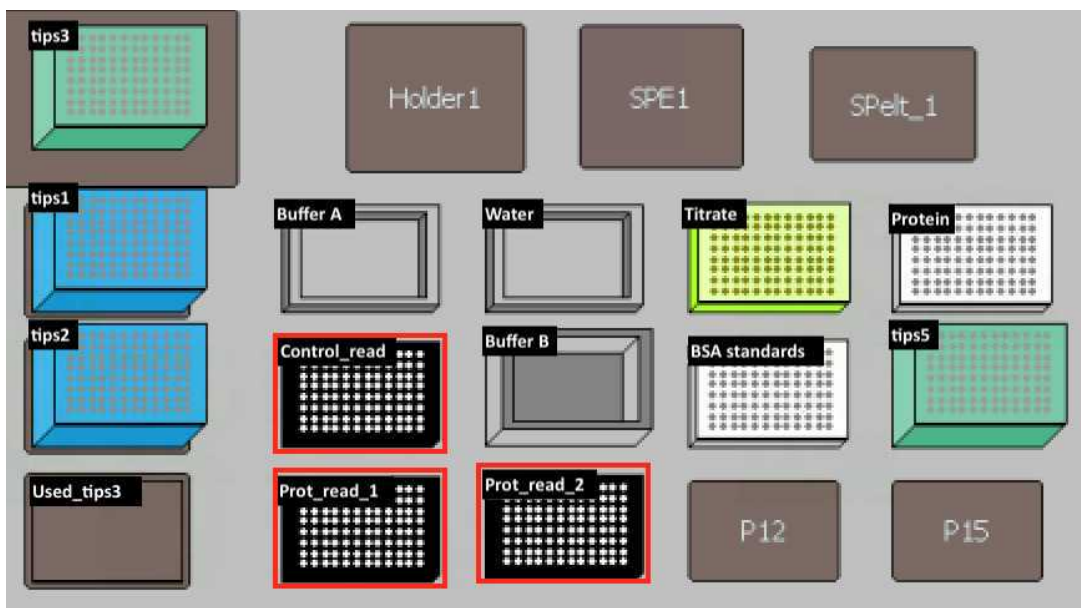 tips3
Holder1
SPE1
SPelt_1
tips1
Buffer A
Water
Titrate
Protein
tips2
Control_read
Buffer B
BSA standards
tips5
Used_tips3
Prot_read_1
Prot_read_2
P12
P15